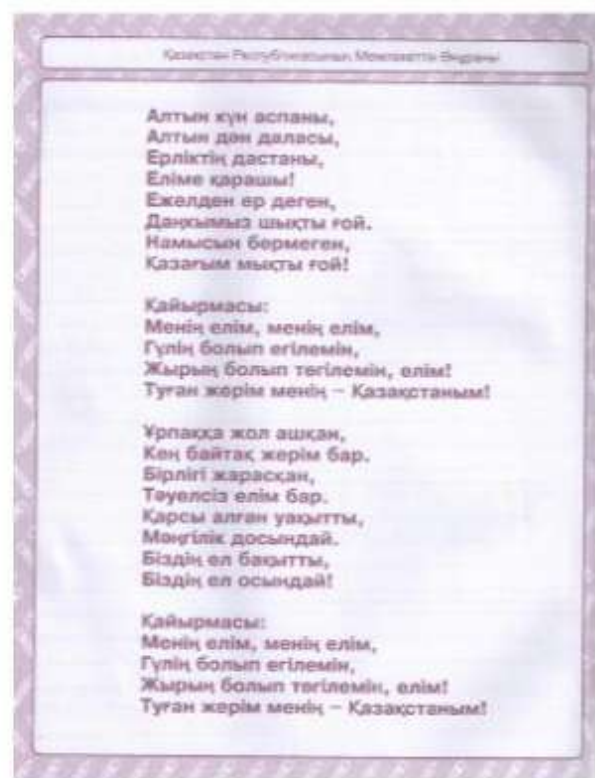 Қазақстан Республикасының Мемлекеттік Әнұраны
Алтын күн аспаны,
Алтын дән даласы,
Ерліктің дастаны,
Еліме қарашы!
Ежелден ер деген,
Даңқымыз шықты ғой.
Намысын бермеген,
Қазағым мықты ғой!
Қайырмасы:
Менің елім, менің елім,
Гүлің болып егілемін,
Жырың болып төгілемін, елім!
Туған жерім менің – Қазақстаным!
Ұрпаққа жол ашқан,
Кең байтақ жерім бар.
Бірлігі жарасқан,
Тәуелсіз елім бар.
Қарсы алған уақытты,
Мәңгілік досындай.
Біздің ел бақытты,
Біздің ел осындай!
Қайырмасы:
Менің елім, менің елім,
Гүлің болып егілемін,
Жырың болып төгілемін, елім!
Туған жерім менің – Қазақстаным!